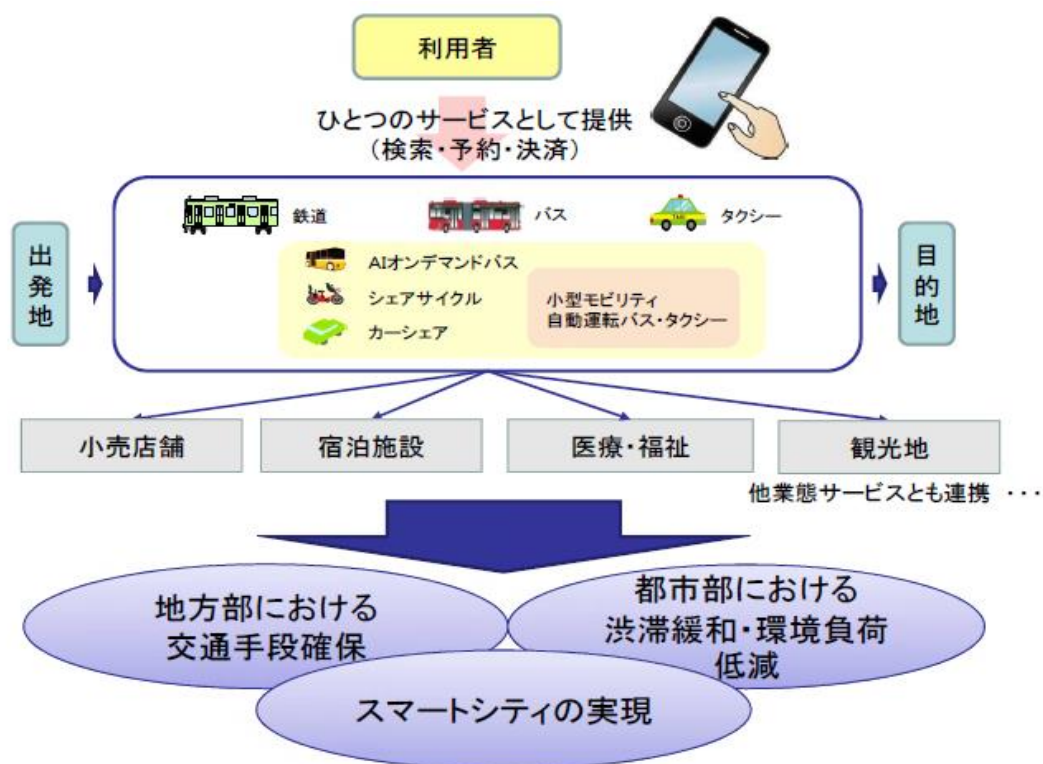 利用者
ひとつのサービスとして提供
(検索・予約・決済)
鉄道
バス
TAXI
タクシー
出発地
目的地
AIオンデマンドバス
シェアサイクル
カーシェア
小型モビリティ
自動運転バス・タクシー
小売店舗
宿泊施設
医療・福祉
観光地
他業態サービスとも連携 ・・・
地方部における
交通手段確保
都市部における
渋滞緩和・環境負荷
低減
スマートシティの実現